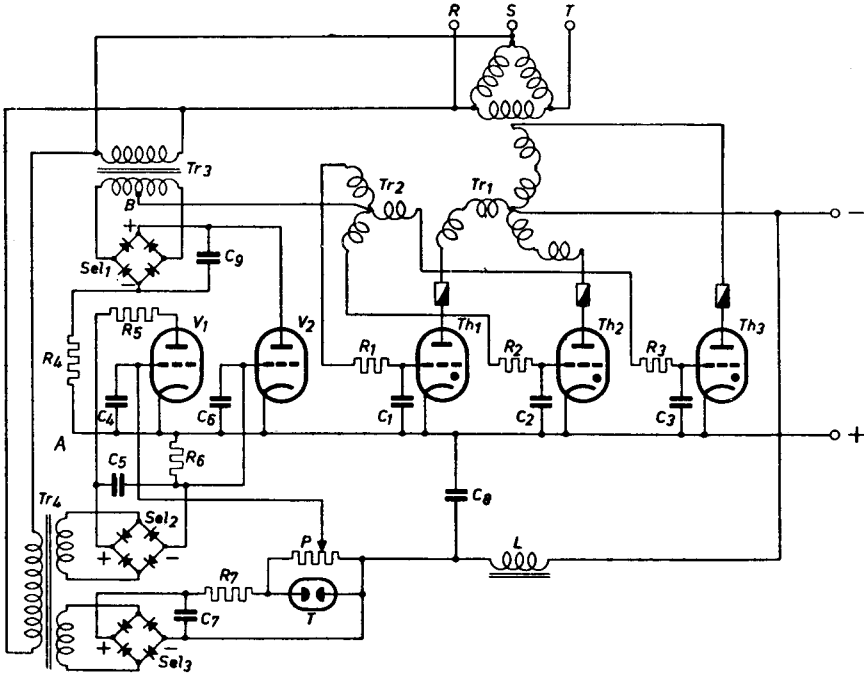 R S T
Tr3
B
Tr2
Tr1
−
+
Sel1
−
C9
R5
V1
V2
Th1
Th2
Th3
R4
R1
R2
R3
C4
C6
C1
C2
C3
A
+
R6
C5
Tr4
Sel2
C8
+ −
P
L
R7
T
C7
+ −
Sel3